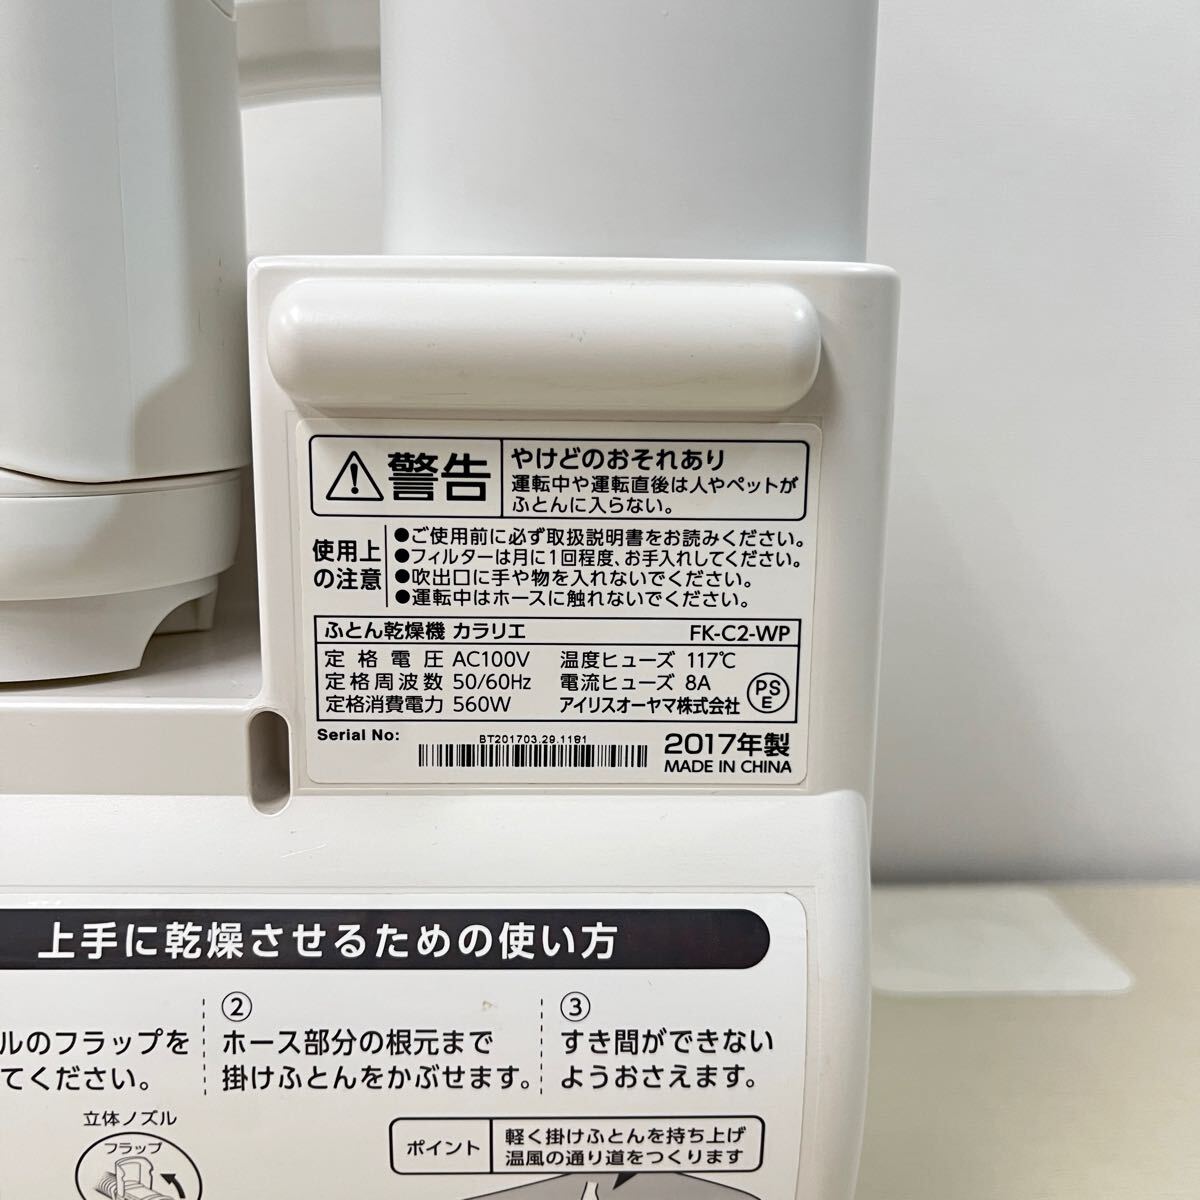 警告
やけどのおそれあり
運転中や運転直後は人やペットが
ふとんに入らない。
使用上
の注意
●ご使用前に必ず取扱説明書をお読みください。
●フィルターは月に1回程度、お手入れしてください。
●吹出口に手や物を入れないでください。
●運転中はホースに触れないでください。
ふとん乾燥機 カラリエ FK-C2-WP
定格電圧 AC100V 温度ヒューズ 117℃
定格周波数 50/60Hz 電流ヒューズ 8A
定格消費電力 560W アイリスオーヤマ株式会社
PS
E
Serial No: BT201703.29.1181
2017年製
MADE IN CHINA
上手に乾燥させるための使い方
ルのフラップを
てください。
立体ノズル
フラップ
②
ホース部分の根元まで
掛けふとんをかぶせます。
③
すき間ができない
ようおさえます。
ポイント
軽く掛けふとんを持ち上げ
温風の通り道をつくります